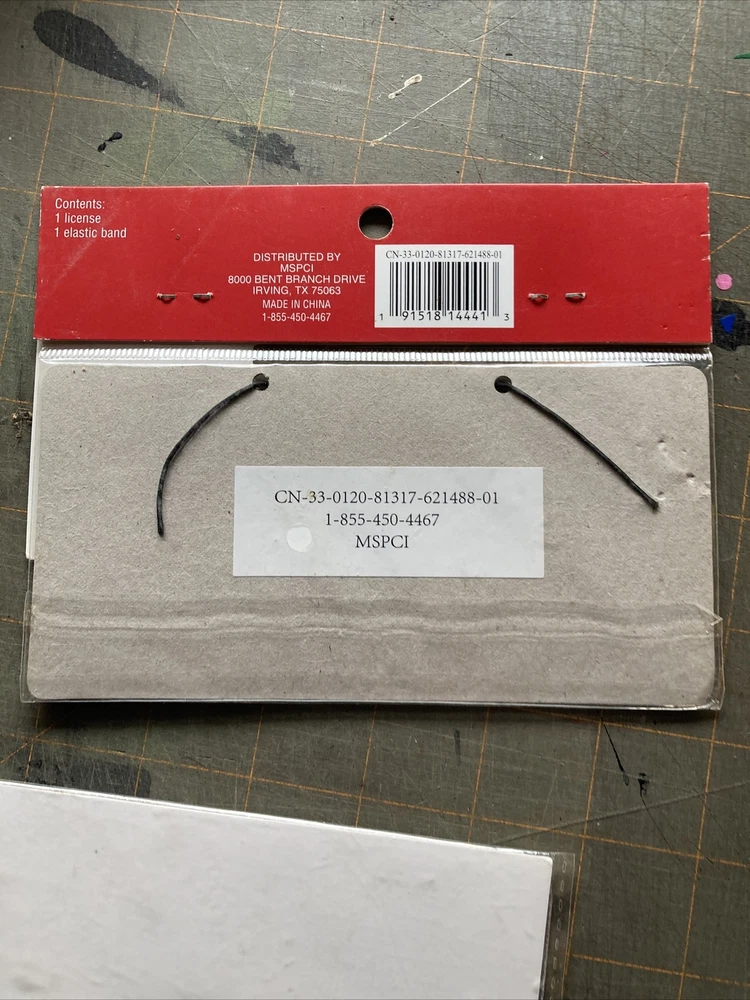 Contents:
1 license
1 elastic band
DISTRIBUTED BY
MSPCI
8000 BENT BRANCH DRIVE
IRVING, TX 75063
MADE IN CHINA
1-855-450-4467
CN-33-0120-81317-621488-01
1 91518 14441 3
CN-33-0120-81317-621488-01
1-855-450-4467
MSPCI